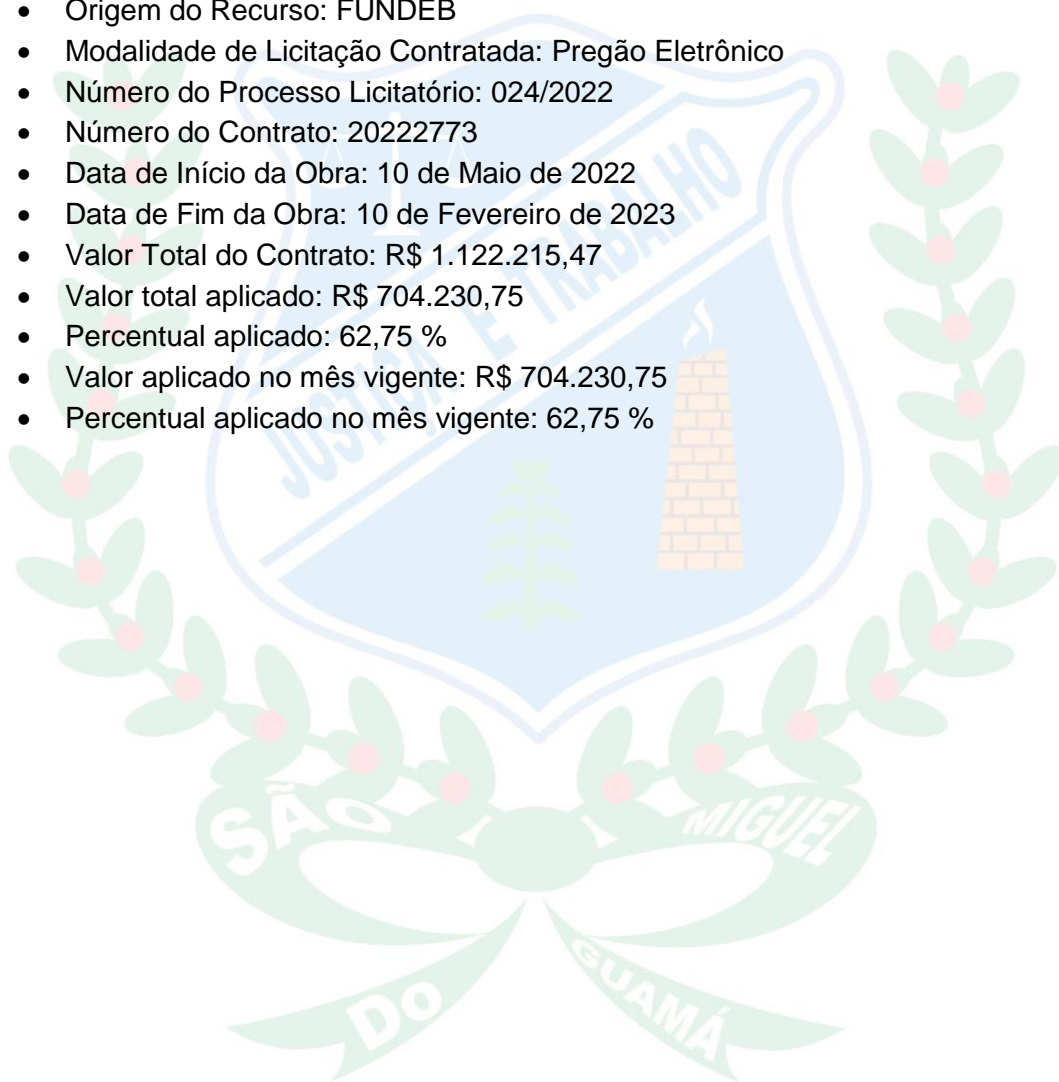 • Origem do Recurso: FUNDEB
• Modalidade de Licitação Contratada: Pregão Eletrônico
• Número do Processo Licitatório: 024/2022
• Número do Contrato: 20222773
• Data de Início da Obra: 10 de Maio de 2022
• Data de Fim da Obra: 10 de Fevereiro de 2023
• Valor Total do Contrato: R$ 1.122.215,47
• Valor total aplicado: R$ 704.230,75
• Percentual aplicado: 62,75 %
• Valor aplicado no mês vigente: R$ 704.230,75
• Percentual aplicado no mês vigente: 62,75 %
JUSTIÇA E TRABALHO
SÃO MIGUEL
DO GUAMÁ